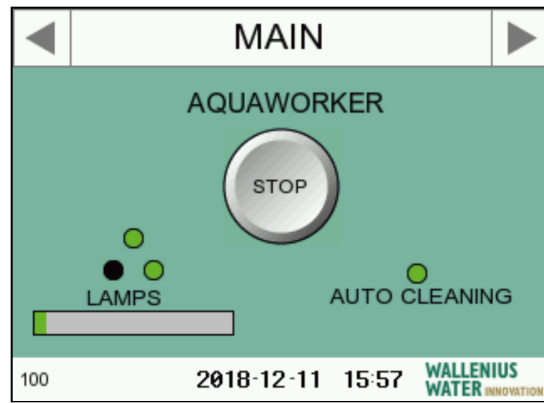 MAIN
AQUAWORKER
STOP
LAMPS
AUTO CLEANING
100
2018-12-11 15:57
WALLENIUS
WATER INNOVATION